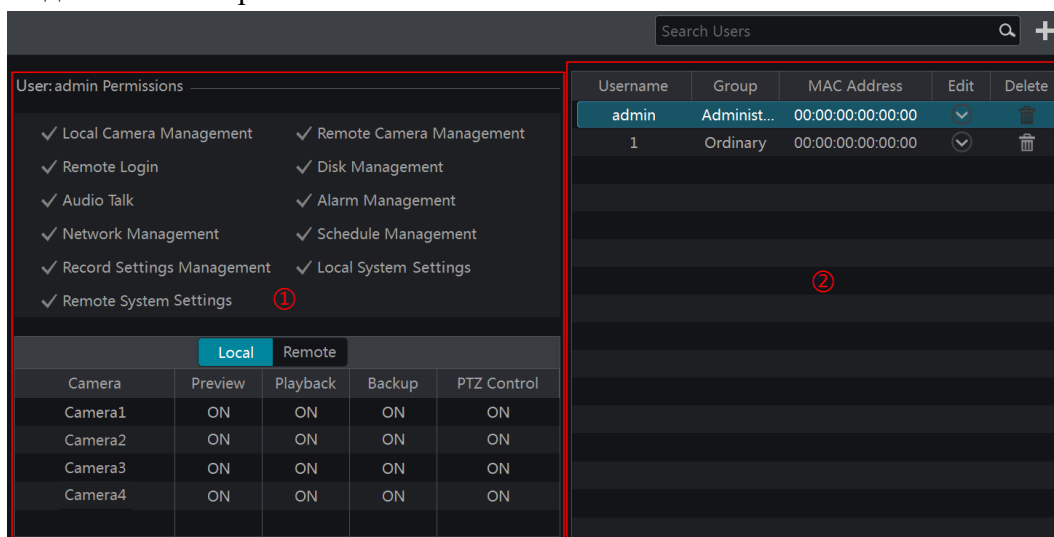 Search Users
User: admin Permissions
Local Camera Management Remote Camera Management
Remote Login Disk Management
Audio Talk Alarm Management
Network Management Schedule Management
Record Settings Management Local System Settings
Remote System Settings ①
Local Remote
Camera Preview Playback Backup PTZ Control
Camera1 ON ON ON ON
Camera2 ON ON ON ON
Camera3 ON ON ON ON
Camera4 ON ON ON ON
Username Group MAC Address Edit Delete
admin Administ... 00:00:00:00:00:00
1 Ordinary 00:00:00:00:00:00
②